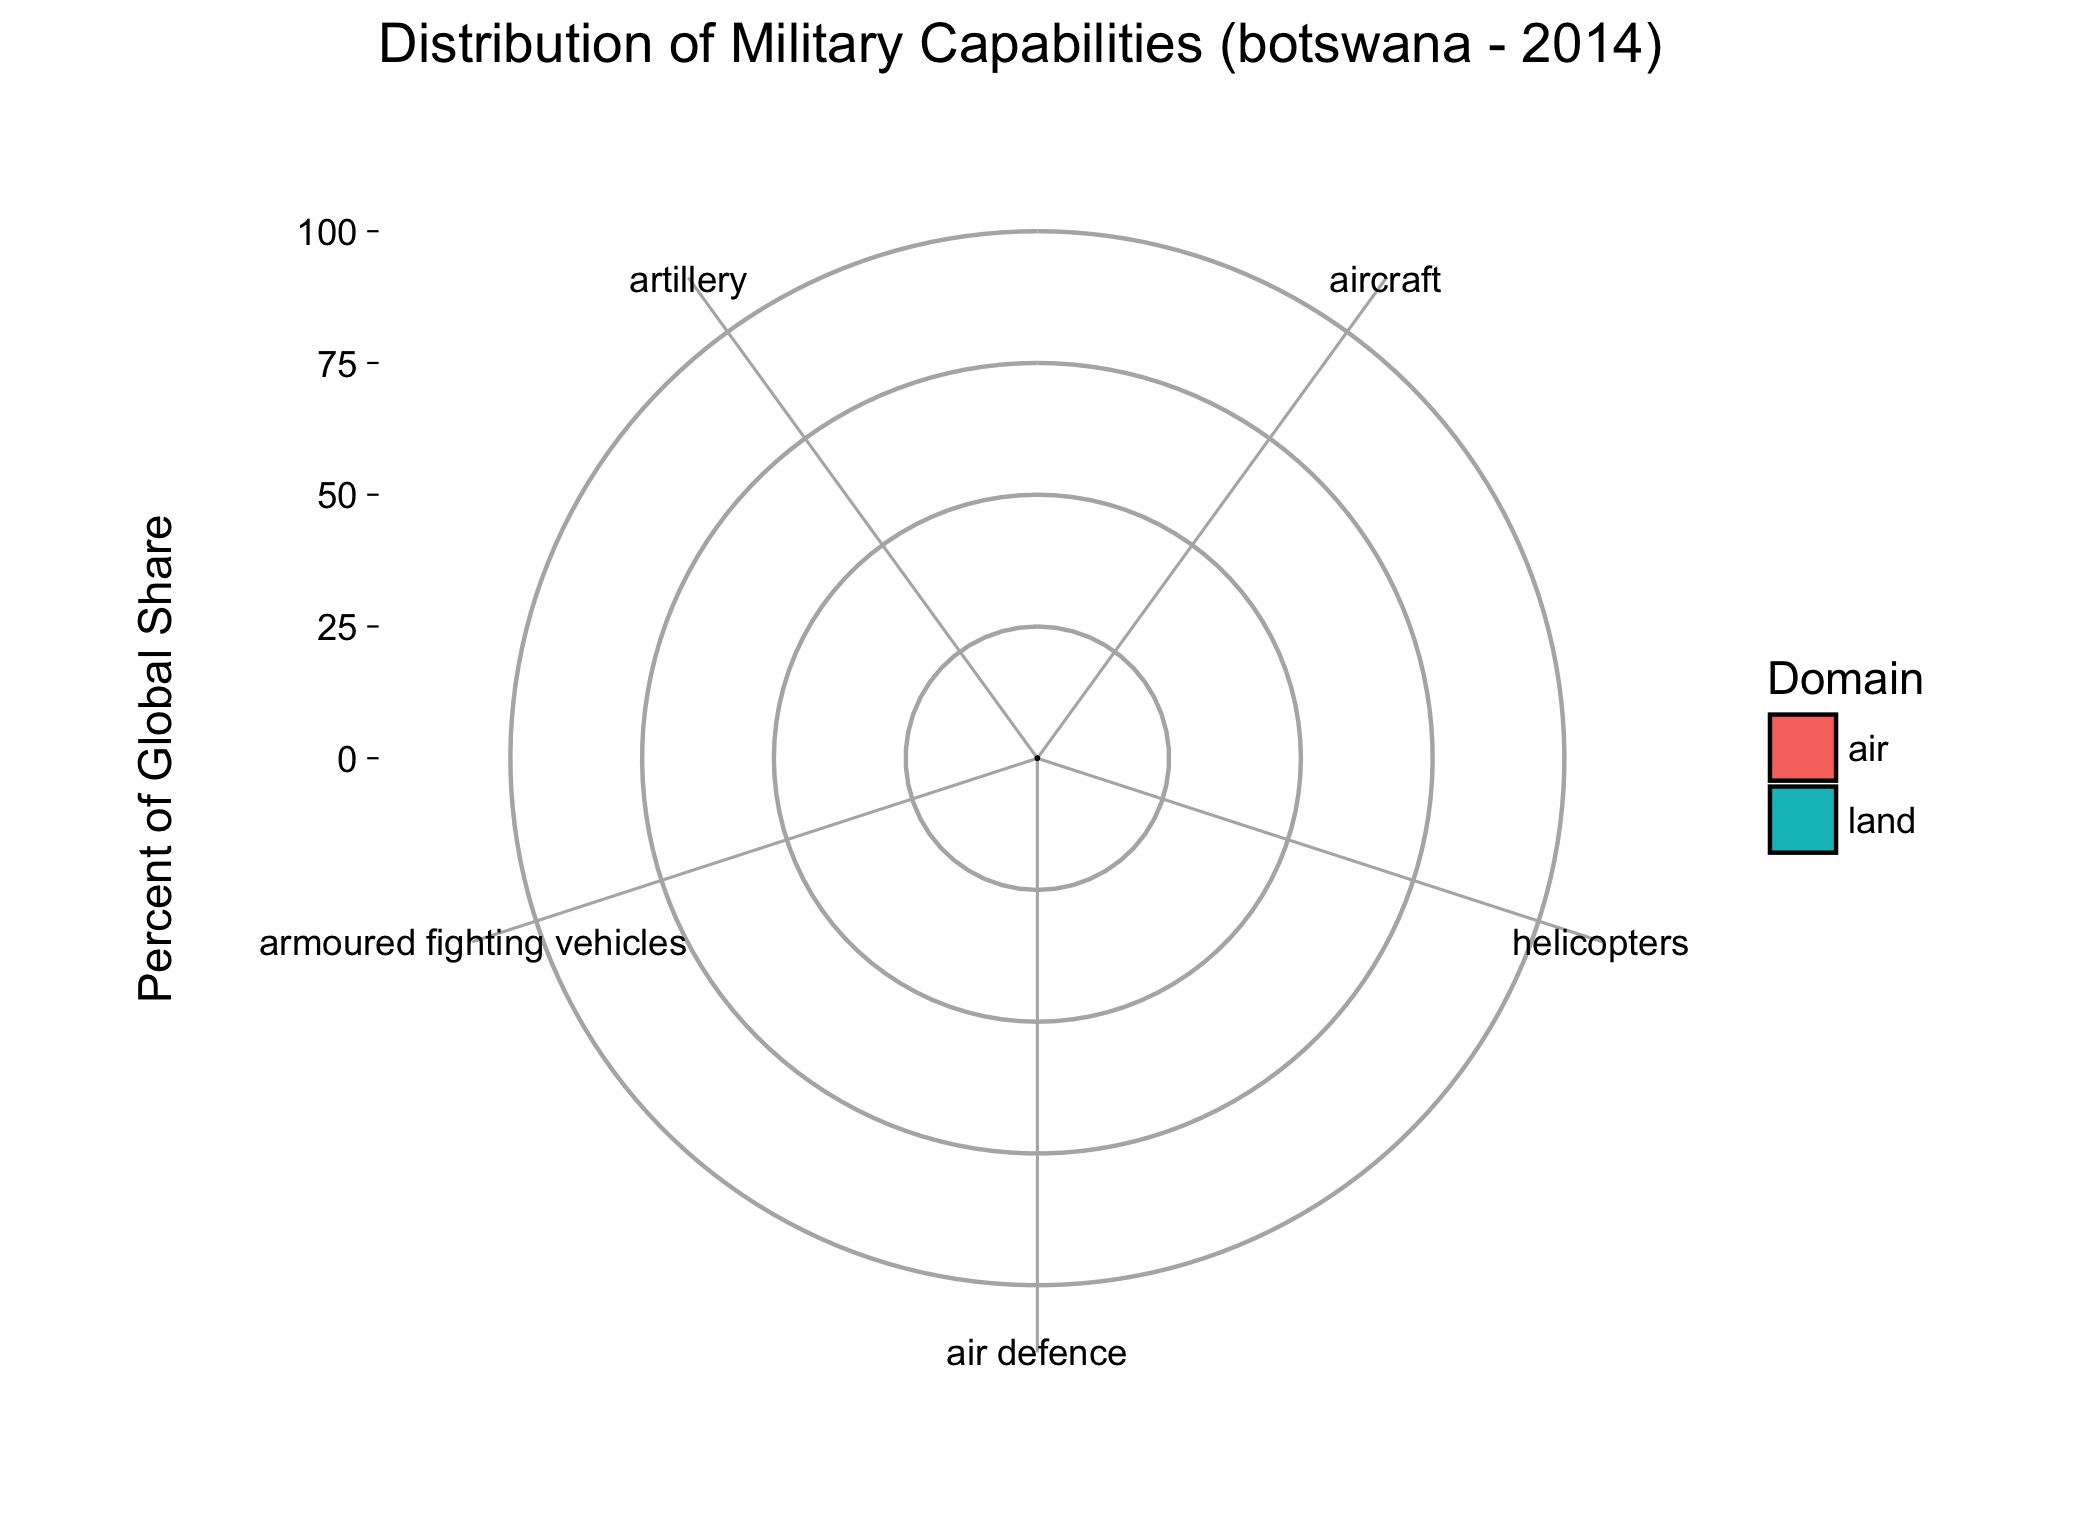 Distribution of Military Capabilities (botswana - 2014)
Percent of Global Share
100
75
50
25
0
artillery
aircraft
armoured fighting vehicles
helicopters
air defence
Domain
air
land